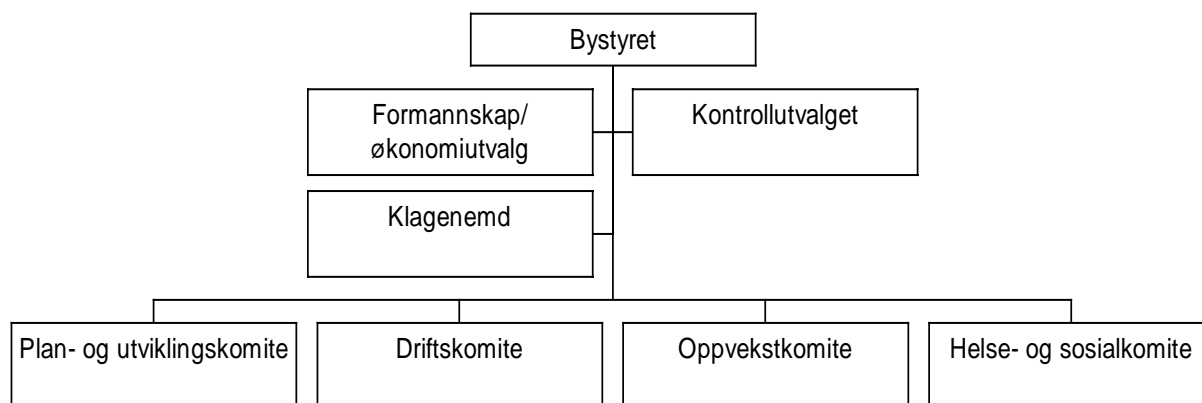 Bystyret
Formannskap/
økonomiutvalg
Kontrollutvalget
Klagenemd
Plan- og utviklingskomite
Driftskomite
Oppvekstkomite
Helse- og sosialkomite